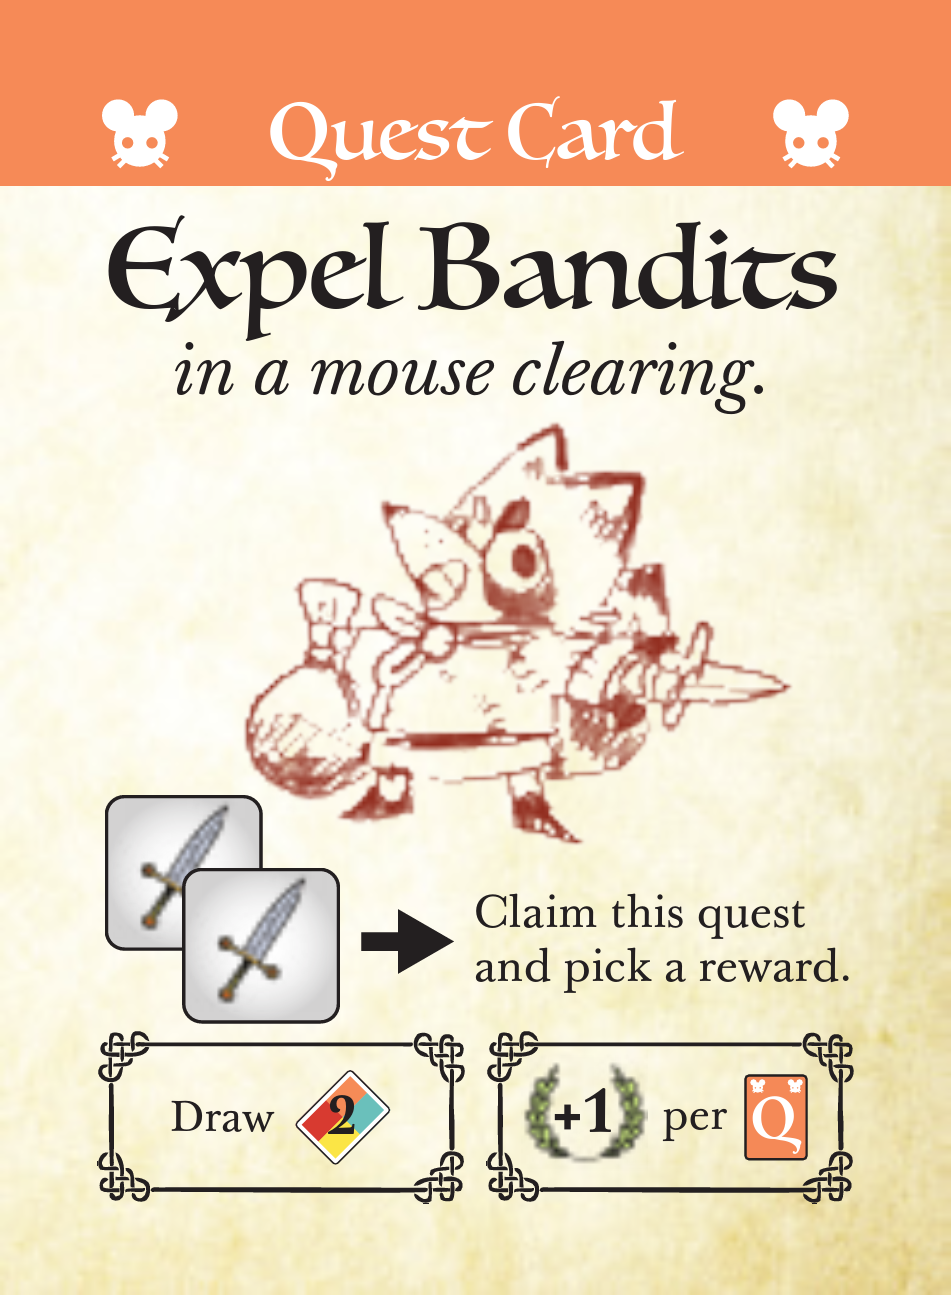 Quest Card
Expel Bandits
in a mouse clearing.
Claim this quest
and pick a reward.
Draw 2
+1 per Q